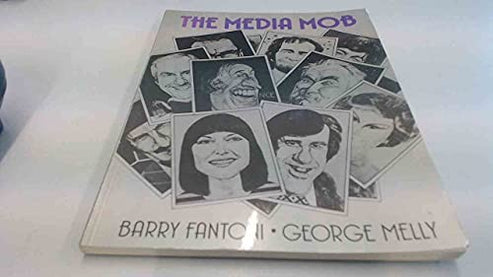 THE MEDIA MOB
BARRY FANTONI • GEORGE MELLY